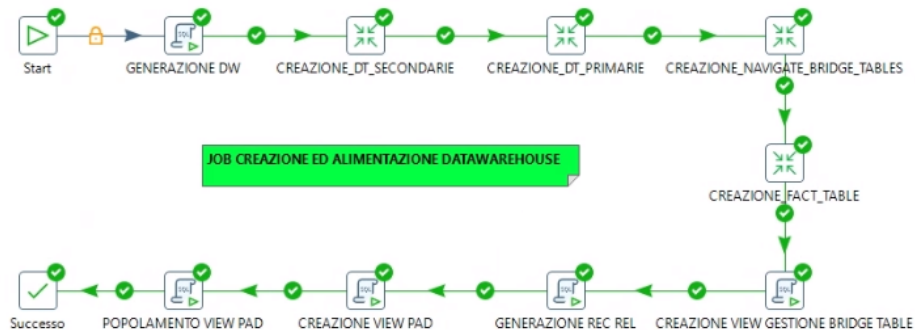 Start
GENERAZIONE DW
CREAZIONE_DT_SECONDARIE
CREAZIONE_DT_PRIMARIE
CREAZIONE_NAVIGATE_BRIDGE_TABLES
JOB CREAZIONE ED ALIMENTAZIONE DATAWAREHOUSE
CREAZIONE_FACT_TABLE
Successo
POPOLAMENTO VIEW PAD
CREAZIONE VIEW PAD
GENERAZIONE REC REL
CREAZIONE VIEW GESTIONE BRIDGE TABLE